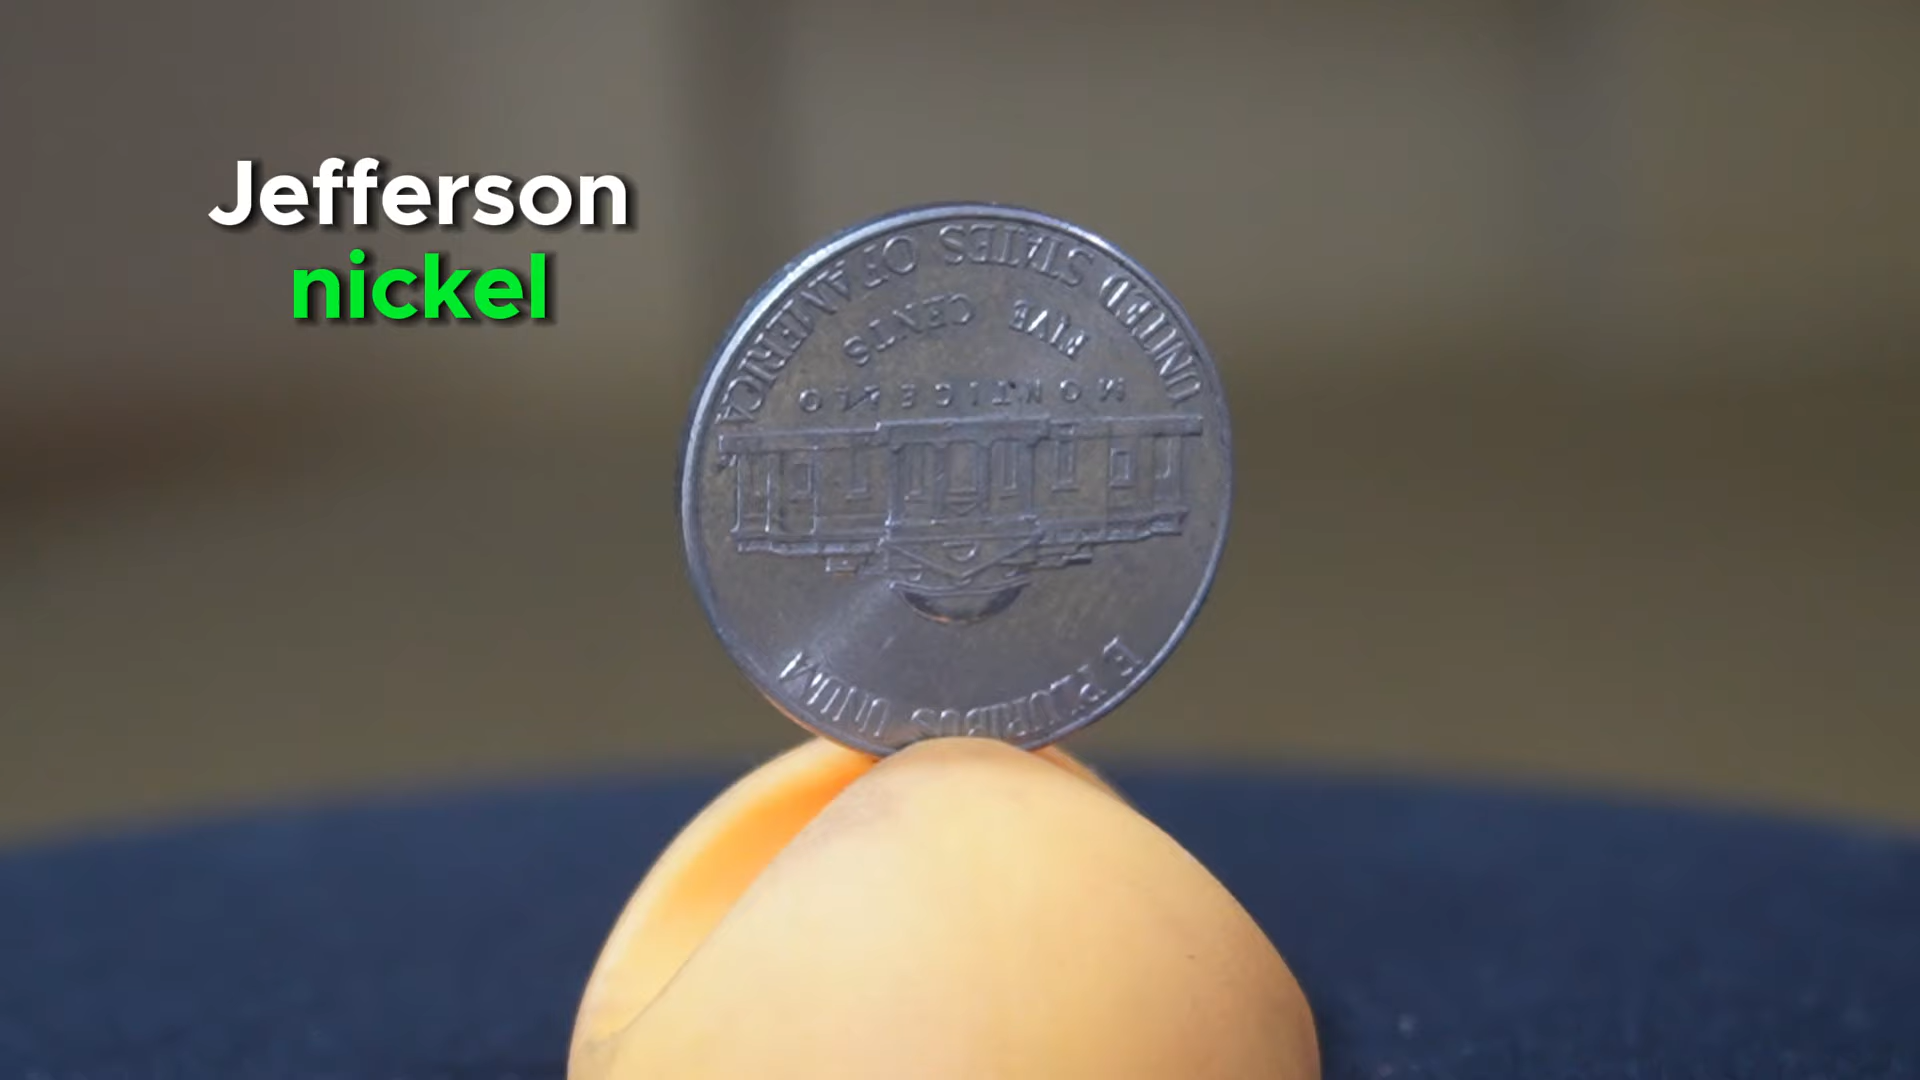 Jefferson
nickel
UNITED STATES OF AMERICA
FIVE CENTS
MONTICELLO
E PLURIBUS UNUM